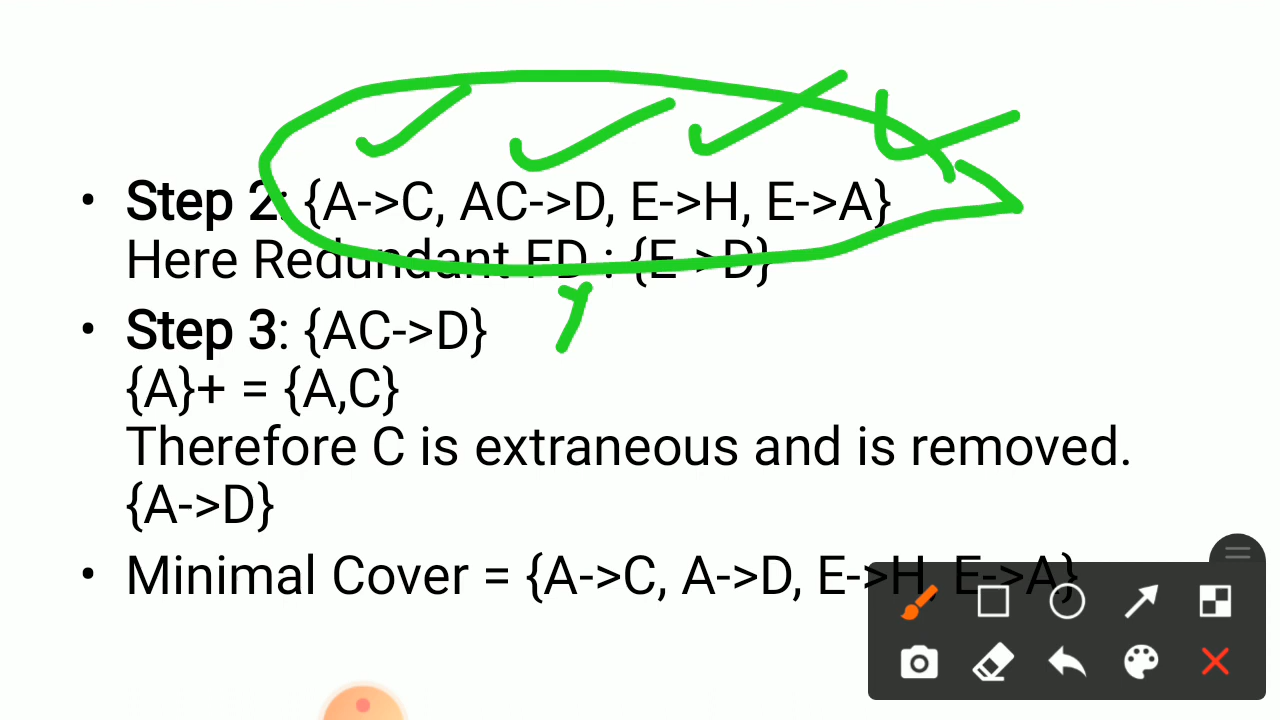 • Step 2: {A->C, AC->D, E->H, E->A}
Here Redundant FD : {E->D}
• Step 3: {AC->D}
{A}+ = {A,C}
Therefore C is extraneous and is removed.
{A->D}
• Minimal Cover = {A->C, A->D, E->H, E->A}